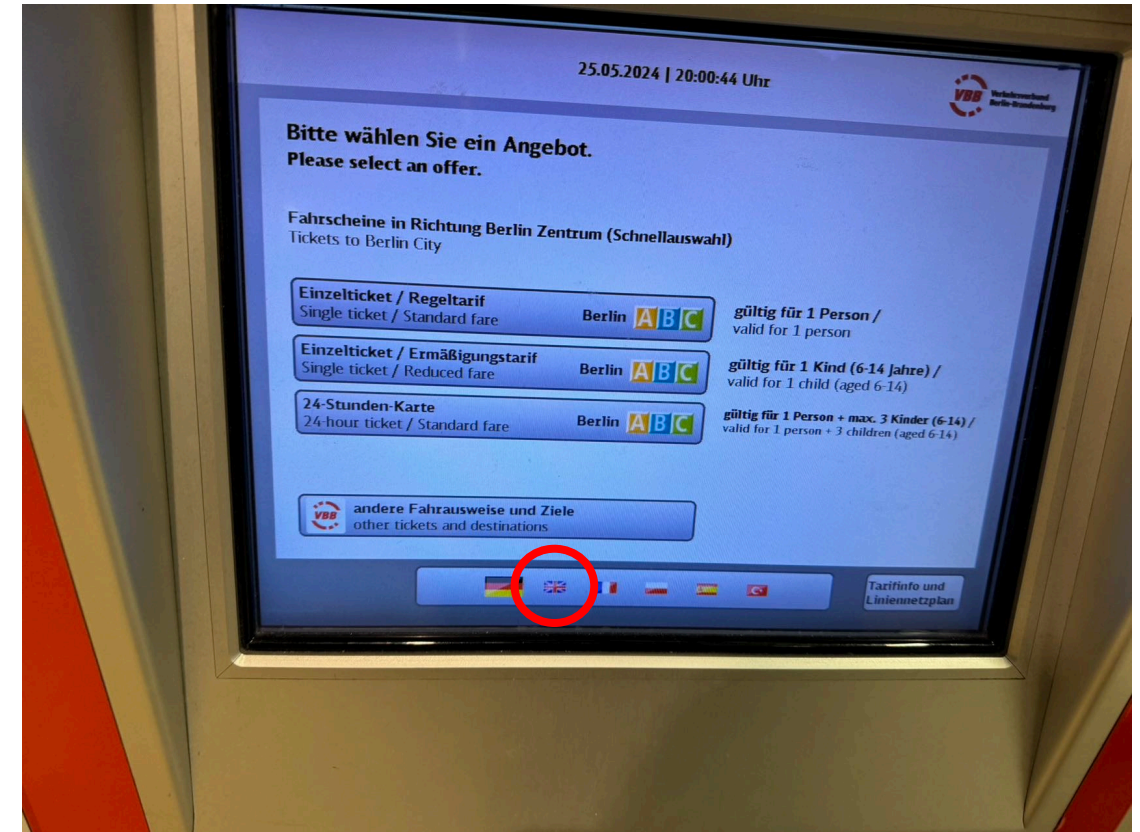 25.05.2024 | 20:00:44 Uhr
VBB Verkehrsverbund
Berlin-Brandenburg
Bitte wählen Sie ein Angebot.
Please select an offer.
Fahrscheine in Richtung Berlin Zentrum (Schnellauswahl)
Tickets to Berlin City
Einzelticket / Regeltarif
Single ticket / Standard fare
Berlin A B C
gültig für 1 Person /
valid for 1 person
Einzelticket / Ermäßigungstarif
Single ticket / Reduced fare
Berlin A B C
gültig für 1 Kind (6-14 Jahre) /
valid for 1 child (aged 6-14)
24-Stunden-Karte
24-hour ticket / Standard fare
Berlin A B C
gültig für 1 Person + max. 3 Kinder (6-14) /
valid for 1 person + 3 children (aged 6-14)
VBB
andere Fahrausweise und Ziele
other tickets and destinations
Tarifinfo und
Liniennetzplan